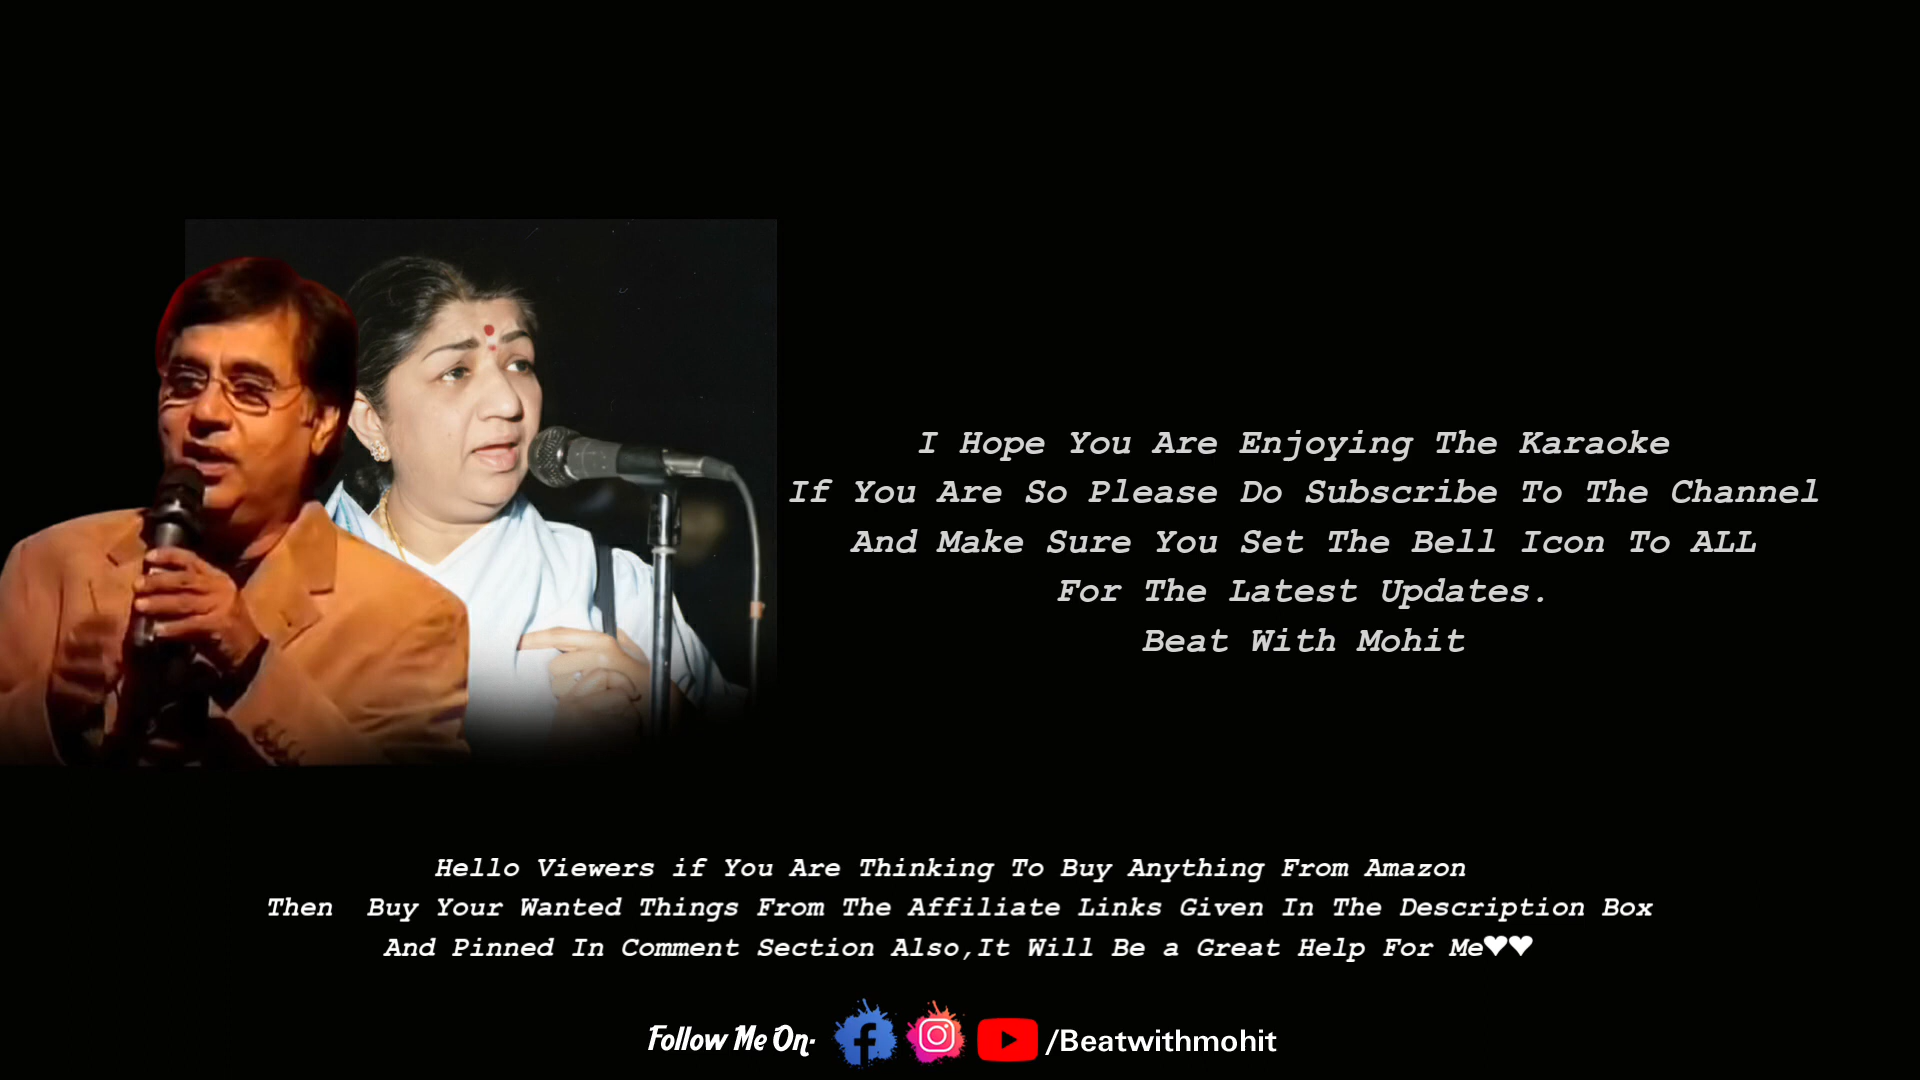 I Hope You Are Enjoying The Karaoke
If You Are So Please Do Subscribe To The Channel
And Make Sure You Set The Bell Icon To ALL
For The Latest Updates.
Beat With Mohit
Hello Viewers if You Are Thinking To Buy Anything From Amazon
Then  Buy Your Wanted Things From The Affiliate Links Given In The Description Box
And Pinned In Comment Section Also,It Will Be a Great Help For Me♥♥
Follow Me On:
/Beatwithmohit